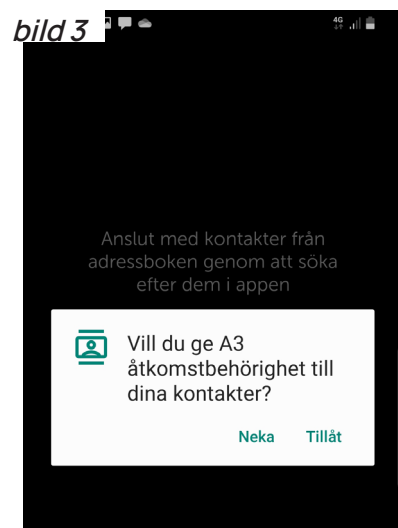 bild 3
4G
Anslut med kontakter från
adressboken genom att söka
efter dem i appen
Vill du ge A3
åtkomstbehörighet till
dina kontakter?
Neka Tillåt